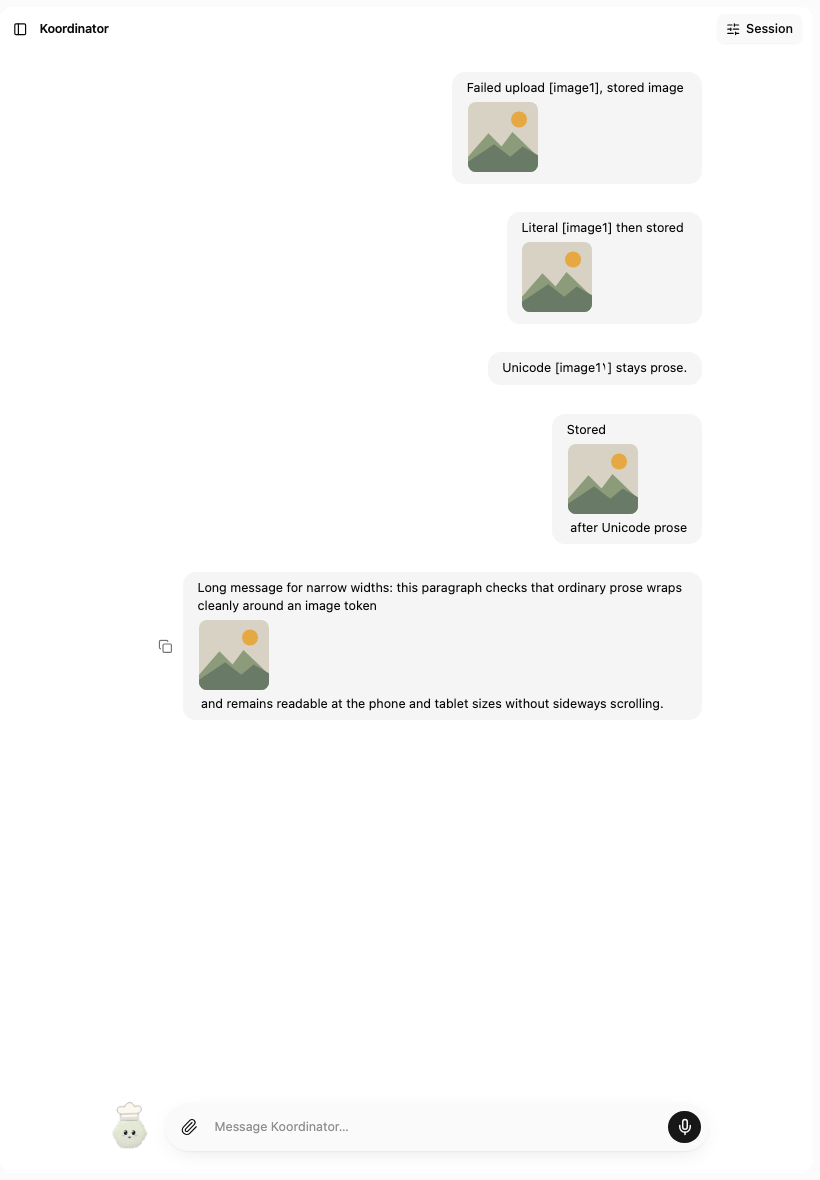 Koordinator
Session
Failed upload [image1], stored image
Literal [image1] then stored
Unicode [image1١] stays prose.
Stored
after Unicode prose
Long message for narrow widths: this paragraph checks that ordinary prose wraps
cleanly around an image token
and remains readable at the phone and tablet sizes without sideways scrolling.
Message Koordinator...